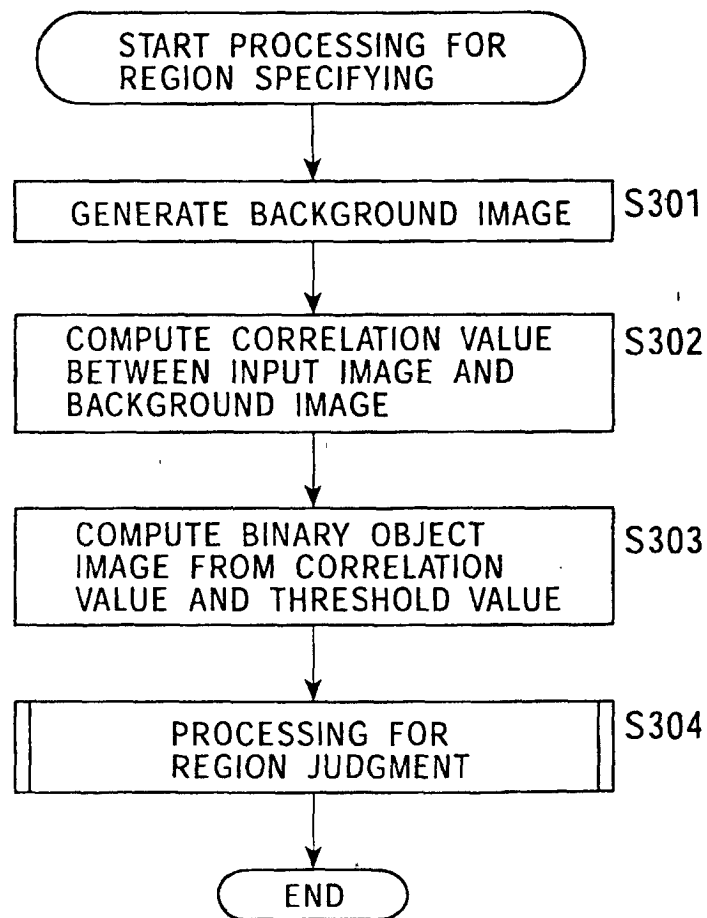 START PROCESSING FOR
REGION SPECIFYING
GENERATE BACKGROUND IMAGE
S301
COMPUTE CORRELATION VALUE
BETWEEN INPUT IMAGE AND
BACKGROUND IMAGE
S302
COMPUTE BINARY OBJECT
IMAGE FROM CORRELATION
VALUE AND THRESHOLD VALUE
S303
PROCESSING FOR
REGION JUDGMENT
S304
END